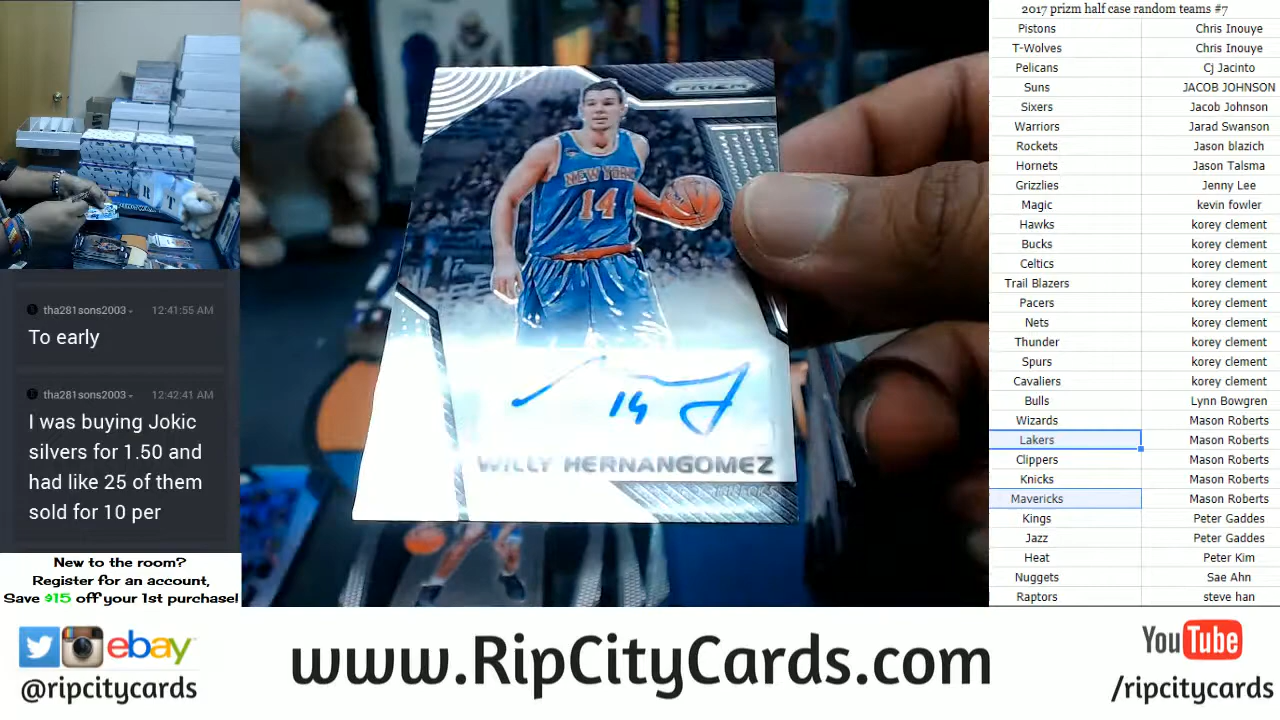 tha281sons2003 12:41:55 AM
To early
tha281sons2003 12:42:41 AM
I was buying Jokic
silvers for 1.50 and
had like 25 of them
sold for 10 per
New to the room?
Register for an account,
Save $15 off your 1st purchase!
ebay
@ripcitycards
PRIZM
NEW YORK
14
14
WILLY HERNANGOMEZ
www.RipCityCards.com
2017 prizm half case random teams #7
Pistons Chris Inouye
T-Wolves Chris Inouye
Pelicans Cj Jacinto
Suns JACOB JOHNSON
Sixers Jacob Johnson
Warriors Jarad Swanson
Rockets Jason blazich
Hornets Jason Talsma
Grizzlies Jenny Lee
Magic kevin fowler
Hawks korey clement
Bucks korey clement
Celtics korey clement
Trail Blazers korey clement
Pacers korey clement
Nets korey clement
Thunder korey clement
Spurs korey clement
Cavaliers korey clement
Bulls Lynn Bowgren
Wizards Mason Roberts
Lakers Mason Roberts
Clippers Mason Roberts
Knicks Mason Roberts
Mavericks Mason Roberts
Kings Peter Gaddes
Jazz Peter Gaddes
Heat Peter Kim
Nuggets Sae Ahn
Raptors steve han
YouTube
/ripcitycards